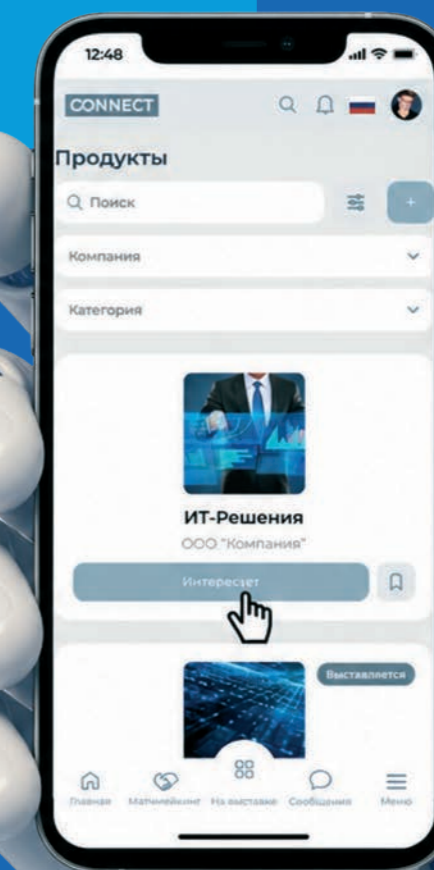 12:48
CONNECT
Продукты
Поиск
+
Компания
Категория
ИТ-Решения
ООО "Компания"
Интересует
Выставляется
Главная
Матчмейкинг
На выставке
Сообщения
Меню